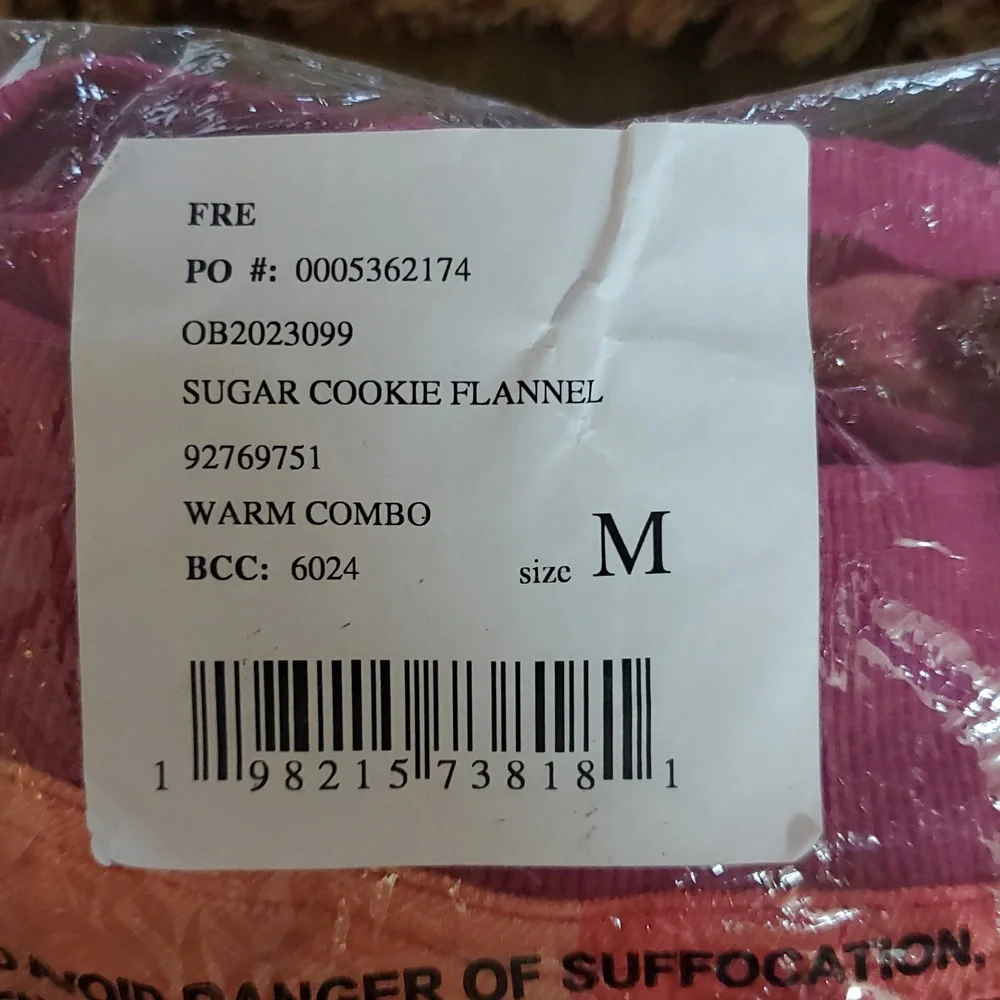 FRE
PO #: 0005362174
OB2023099
SUGAR COOKIE FLANNEL
92769751
WARM COMBO
BCC: 6024
size M
1 98215 73818 1
AVOID DANGER OF SUFFOCATION.